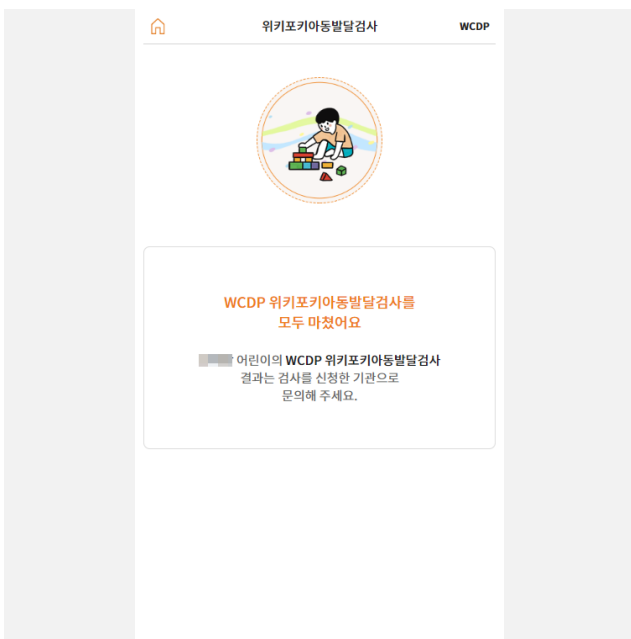 위키포키아동발달검사 WCDP
WCDP 위키포키아동발달검사를
모두 마쳤어요
어린이의 WCDP 위키포키아동발달검사
결과는 검사를 신청한 기관으로
문의해 주세요.